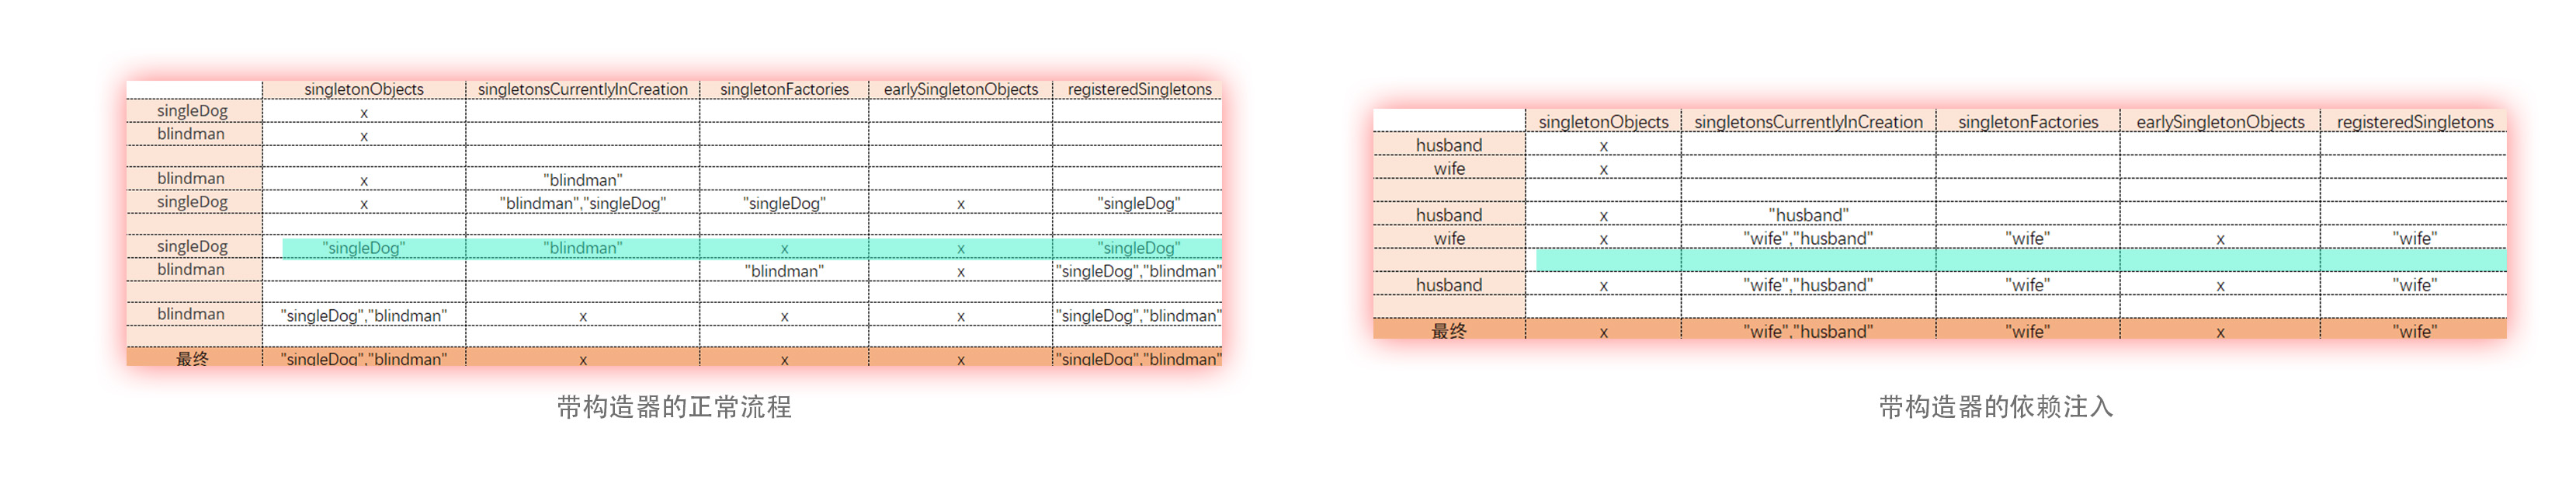 singletonObjects singletonsCurrentlyInCreation singletonFactories earlySingletonObjects registeredSingletons
singleDog x
blindman x
blindman x "blindman"
singleDog x "blindman","singleDog" "singleDog" x "singleDog"
singleDog "singleDog" "blindman" x x "singleDog"
blindman "blindman" x "singleDog","blindman"
blindman "singleDog","blindman" x x x "singleDog","blindman"
最终 "singleDog","blindman" x x x "singleDog","blindman"
带构造器的正常流程
singletonObjects singletonsCurrentlyInCreation singletonFactories earlySingletonObjects registeredSingletons
husband x
wife x
husband x "husband"
wife x "wife","husband" "wife" x "wife"
husband x "wife","husband" "wife" x "wife"
最终 x "wife","husband" "wife" x "wife"
带构造器的依赖注入